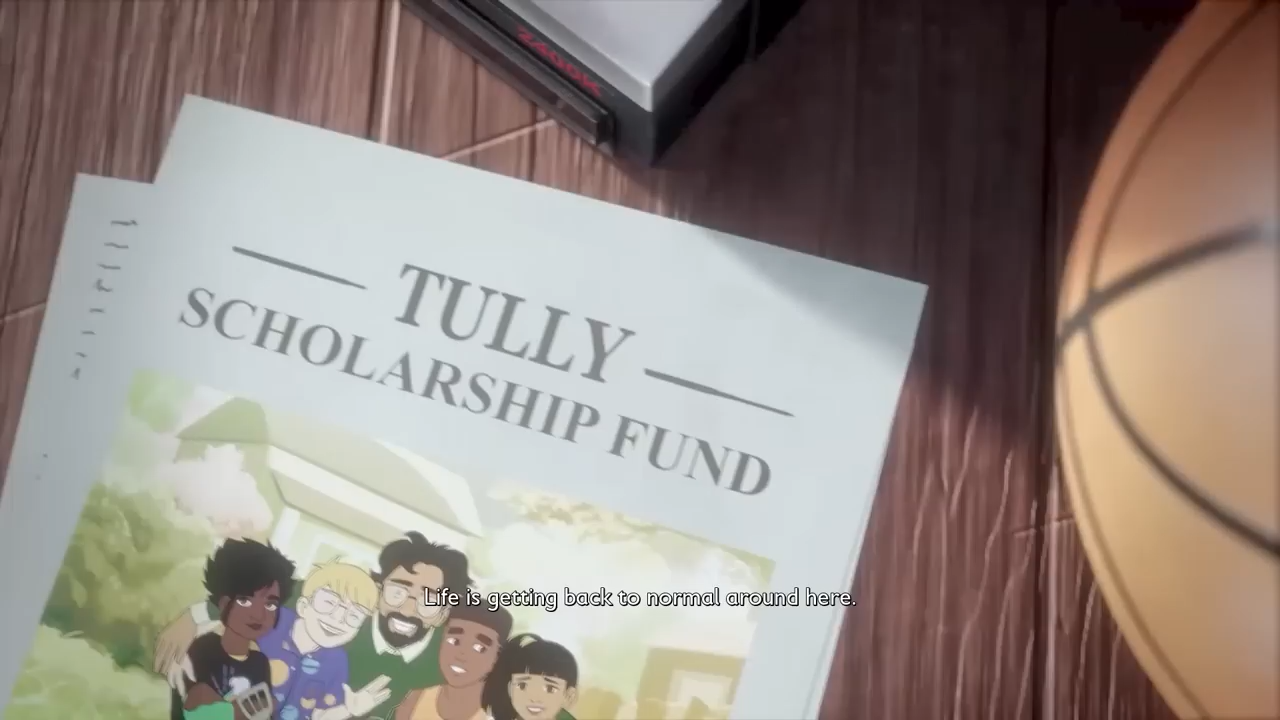 TULLY
SCHOLARSHIP FUND
Life is getting back to normal around here.